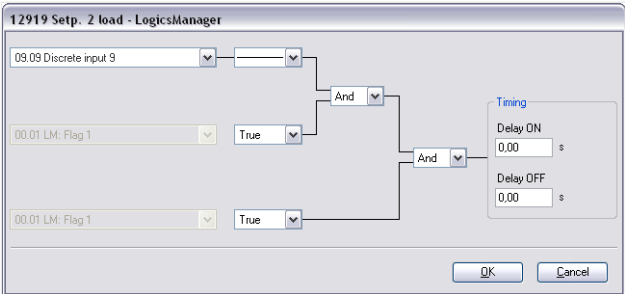 12919 Setp. 2 load - LogicsManager
09.09 Discrete input 9
And
Timing
Delay ON
00.01 LM: Flag 1
True
0,00
s
And
Delay OFF
0,00
s
00.01 LM: Flag 1
True
OK
Cancel